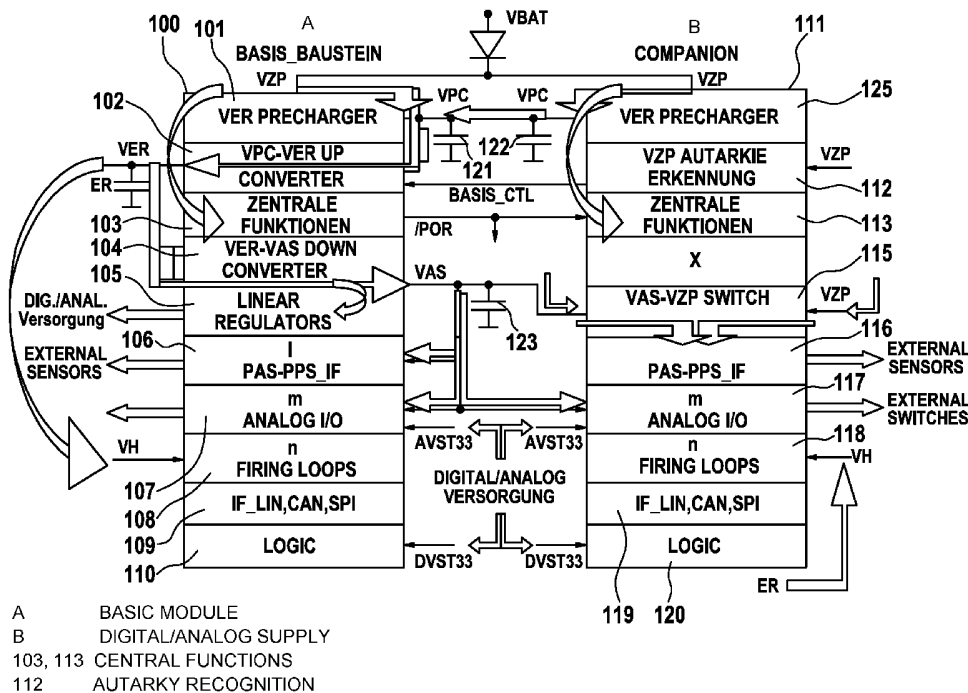 A
B
VBAT
100
101
BASIS_BAUSTEIN
COMPANION
111
VZP
VZP
102
VER PRECHARGER
VPC
VPC
VER PRECHARGER
125
VER
VPC-VER UP
CONVERTER
121
122
VZP AUTARKIE
ERKENNUNG
VZP
112
ER
BASIS_CTL
103
ZENTRALE
FUNKTIONEN
/POR
ZENTRALE
FUNKTIONEN
113
104
VER-VAS DOWN
CONVERTER
X
115
105
VAS
VAS-VZP SWITCH
VZP
DIG./ANAL.
Versorgung
LINEAR
REGULATORS
123
116
106
EXTERNAL
SENSORS
I
PAS-PPS_IF
PAS-PPS_IF
EXTERNAL
SENSORS
117
m
ANALOG I/O
m
ANALOG I/O
EXTERNAL
SWITCHES
AVST33
AVST33
118
VH
n
FIRING LOOPS
DIGITAL/ANALOG
VERSORGUNG
n
FIRING LOOPS
VH
107
108
IF_LIN,CAN,SPI
IF_LIN,CAN,SPI
109
LOGIC
DVST33
DVST33
LOGIC
110
ER
119
120
A BASIC MODULE
B DIGITAL/ANALOG SUPPLY
103, 113 CENTRAL FUNCTIONS
112 AUTARKY RECOGNITION